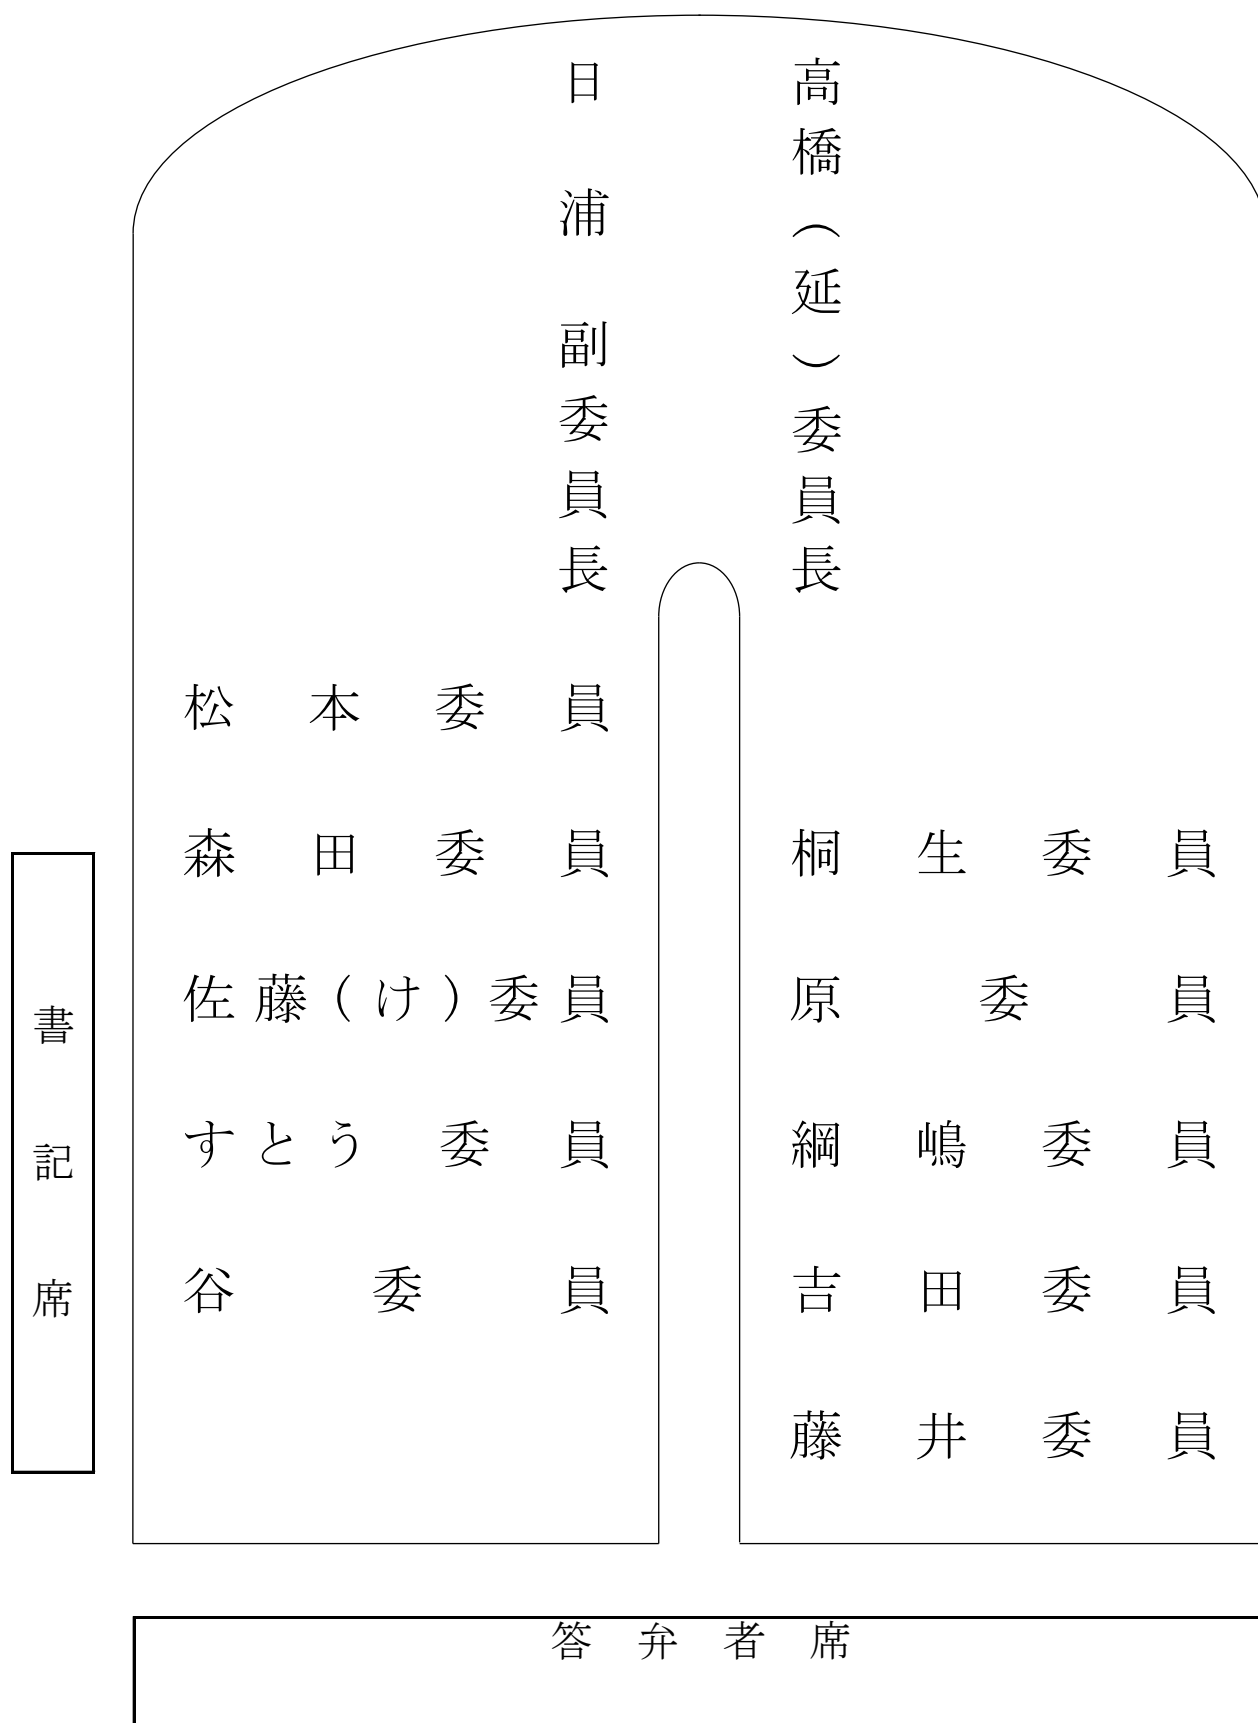 高橋（延）委員長
日浦副委員長
松本委員
森田委員
佐藤（け）委員
すとう委員
谷委員
桐生委員
原委員
綱嶋委員
吉田委員
藤井委員
書記席
答弁者席